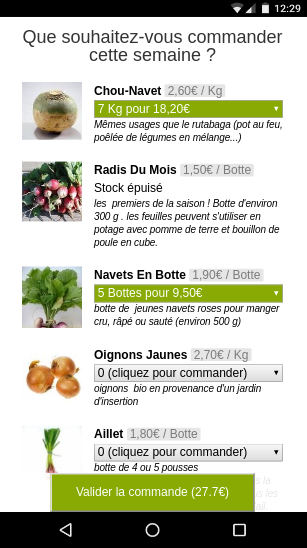 12:29
Que souhaitez-vous commander
cette semaine ?
Chou-Navet 2,60€ / Kg
7 Kg pour 18,20€
Mêmes usages que le rutabaga (pot au feu,
poêlée de légumes en mélange...)
Radis Du Mois 1,50€ / Botte
Stock épuisé
les premiers de la saison ! Botte d'environ
300 g . les feuilles peuvent s'utiliser en
potage avec pomme de terre et bouillon de
poule en cube.
Navets En Botte 1,90€ / Botte
5 Bottes pour 9,50€
botte de jeunes navets roses pour manger
cru, râpé ou sauté (environ 500 g)
Oignons Jaunes 2,70€ / Kg
0 (cliquez pour commander)
oignons bio en provenance d'un jardin
d'insertion
Aillet 1,80€ / Botte
0 (cliquez pour commander)
botte de 4 ou 5 pousses
Valider la commande (27.7€)